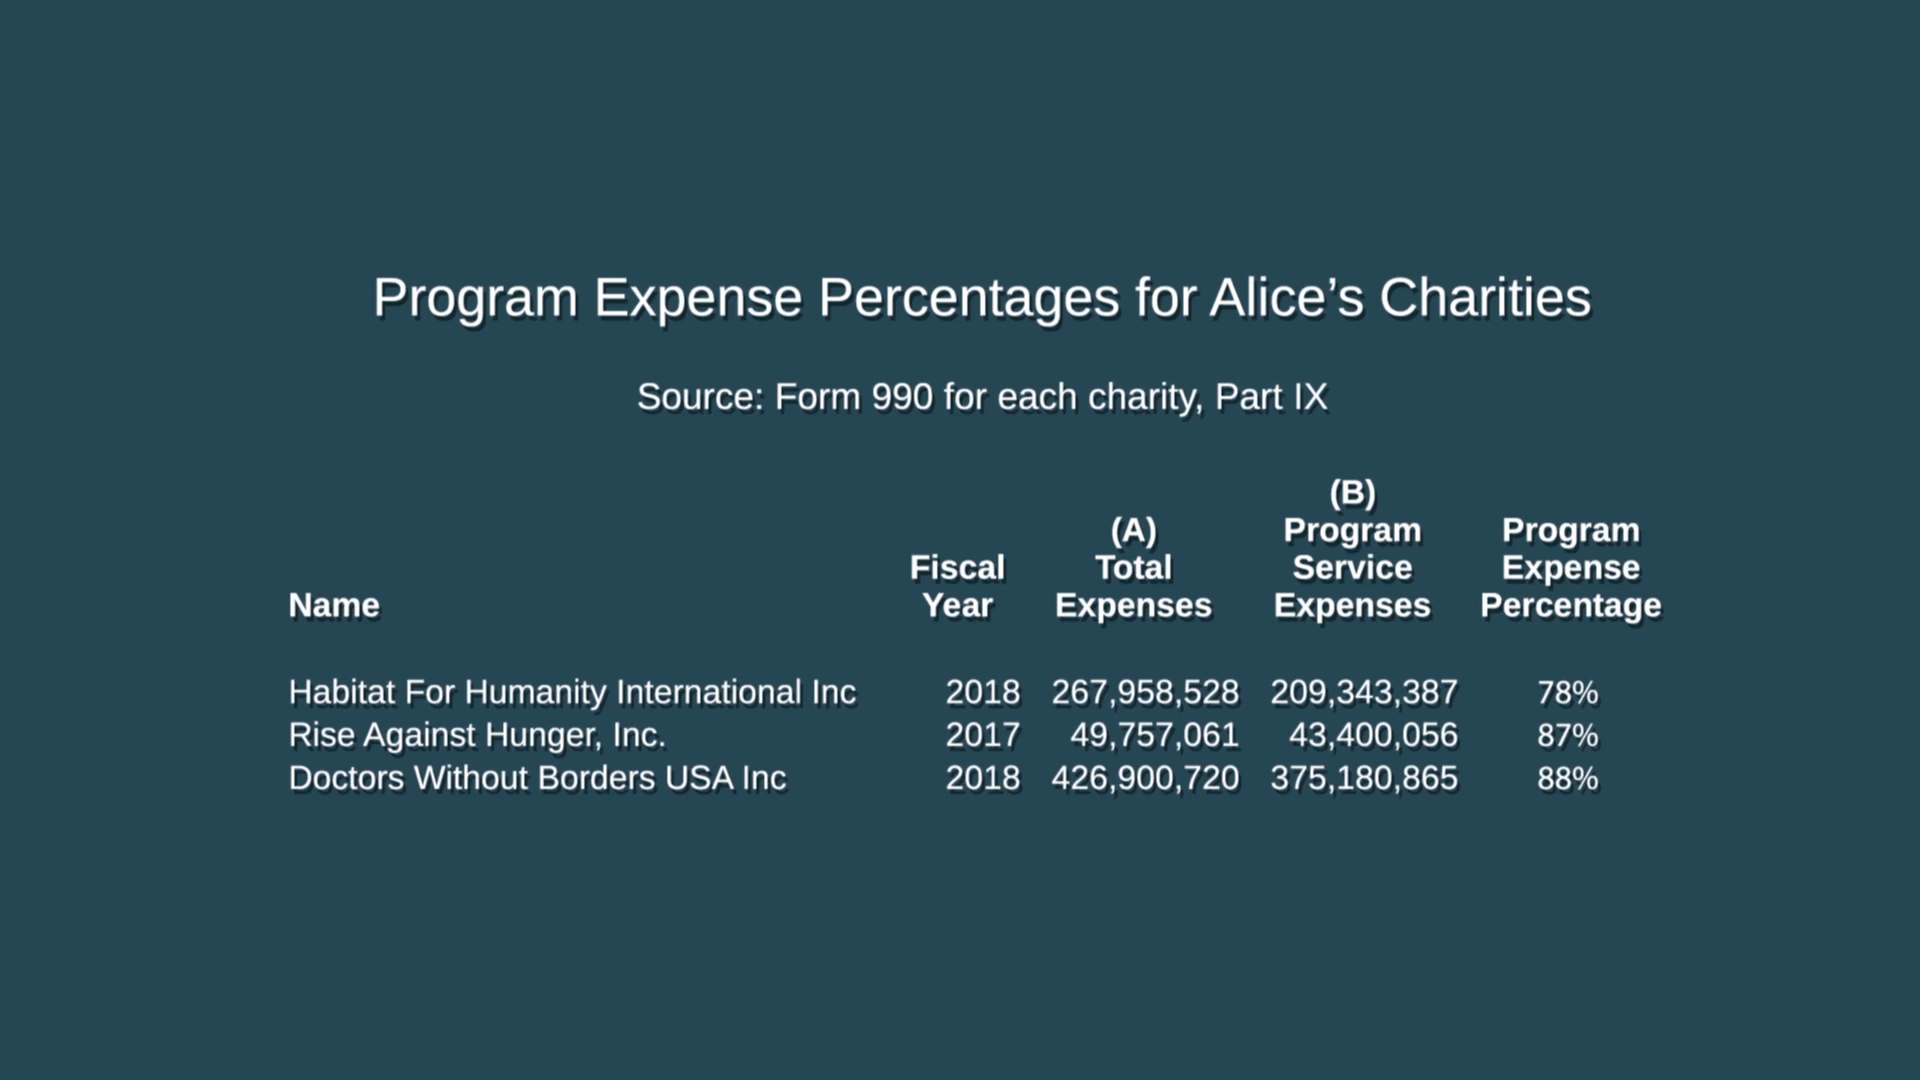 Program Expense Percentages for Alice’s Charities
Source: Form 990 for each charity, Part IX
(B)
(A) Program Program
Fiscal Total Service Expense
Name Year Expenses Expenses Percentage
Habitat For Humanity International Inc 2018 267,958,528 209,343,387 78%
Rise Against Hunger, Inc. 2017 49,757,061 43,400,056 87%
Doctors Without Borders USA Inc 2018 426,900,720 375,180,865 88%